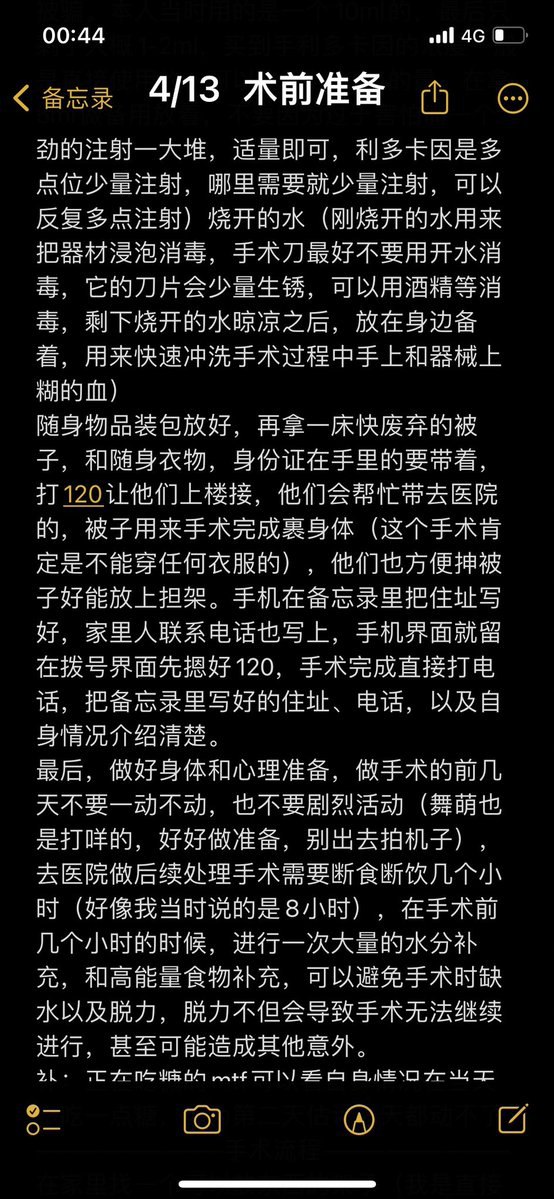 00:44
4G
备忘录
4/13 术前准备
劲的注射一大堆，适量即可，利多卡因是多
点位少量注射，哪里需要就少量注射，可以
反复多点注射）烧开的水（刚烧开的水用来
把器材浸泡消毒，手术刀最好不要用开水消
毒，它的刀片会少量生锈，可以用酒精等消
毒，剩下烧开的水晾凉之后，放在身边备
着，用来快速冲洗手术过程中手上和器械上
糊的血）
随身物品装包放好，再拿一床快废弃的被
子，和随身衣物，身份证在手里的要带着，
打120让他们上楼接，他们会帮忙带去医院
的，被子用来手术完成裹身体（这个手术肯
定是不能穿任何衣服的），他们也方便抻被
子好能放上担架。手机在备忘录里把住址写
好，家里人联系电话也写上，手机界面就留
在拨号界面先摁好120，手术完成直接打电
话，把备忘录里写好的住址、电话，以及自
身情况介绍清楚。
最后，做好身体和心理准备，做手术的前几
天不要一动不动，也不要剧烈活动（舞萌也
是打咩的，好好做准备，别出去拍机子），
去医院做后续处理手术需要断食断饮几个小
时（好像我当时说的是8小时），在手术前
几个小时的时候，进行一次大量的水分补
充，和高能量食物补充，可以避免手术时缺
水以及脱力，脱力不但会导致手术无法继续
进行，甚至可能造成其他意外。
补：正在吃糖的mtf可以看自身情况在当天
手术流程